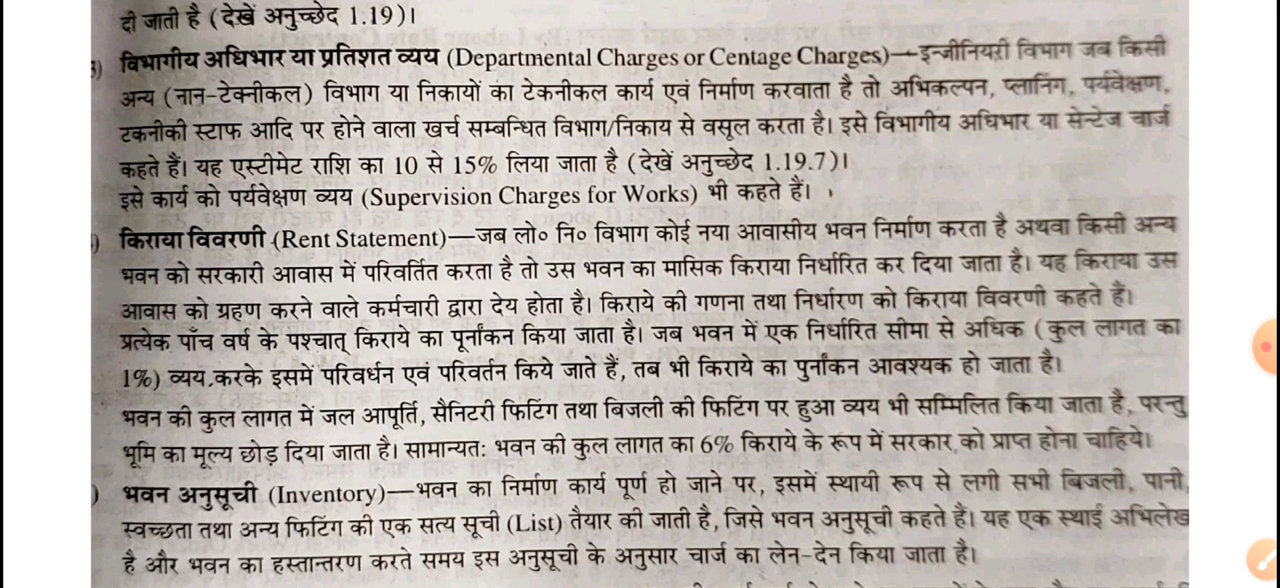 दी जाती है (देखें अनुच्छेद 1.19)।
) विभागीय अधिभार या प्रतिशत व्यय (Departmental Charges or Centage Charges)—इन्जीनियरी विभाग जब किसी
अन्य (नान-टेक्नीकल) विभाग या निकायों का टेकनीकल कार्य एवं निर्माण करवाता है तो अभिकल्पन, प्लानिंग, पर्यवेक्षण,
टकनीकी स्टाफ आदि पर होने वाला खर्च सम्बन्धित विभाग/निकाय से वसूल करता है। इसे विभागीय अधिभार या सेन्टेज चार्ज
कहते हैं। यह एस्टीमेट राशि का 10 से 15% लिया जाता है (देखें अनुच्छेद 1.19.7)।
इसे कार्य को पर्यवेक्षण व्यय (Supervision Charges for Works) भी कहते हैं।
) किराया विवरणी (Rent Statement)—जब लो० नि० विभाग कोई नया आवासीय भवन निर्माण करता है अथवा किसी अन्य
भवन को सरकारी आवास में परिवर्तित करता है तो उस भवन का मासिक किराया निर्धारित कर दिया जाता है। यह किराया उस
आवास को ग्रहण करने वाले कर्मचारी द्वारा देय होता है। किराये की गणना तथा निर्धारण को किराया विवरणी कहते हैं।
प्रत्येक पाँच वर्ष के पश्चात् किराये का पूर्नांकन किया जाता है। जब भवन में एक निर्धारित सीमा से अधिक (कुल लागत का
1%) व्यय करके इसमें परिवर्धन एवं परिवर्तन किये जाते हैं, तब भी किराये का पुर्नांकन आवश्यक हो जाता है।
भवन की कुल लागत में जल आपूर्ति, सैनिटरी फिटिंग तथा बिजली की फिटिंग पर हुआ व्यय भी सम्मिलित किया जाता है, परन्तु
भूमि का मूल्य छोड़ दिया जाता है। सामान्यतः भवन की कुल लागत का 6% किराये के रूप में सरकार को प्राप्त होना चाहिये।
) भवन अनुसूची (Inventory)—भवन का निर्माण कार्य पूर्ण हो जाने पर, इसमें स्थायी रूप से लगी सभी बिजली, पानी,
स्वच्छता तथा अन्य फिटिंग की एक सत्य सूची (List) तैयार की जाती है, जिसे भवन अनुसूची कहते हैं। यह एक स्थाई अभिलेख
है और भवन का हस्तान्तरण करते समय इस अनुसूची के अनुसार चार्ज का लेन-देन किया जाता है।